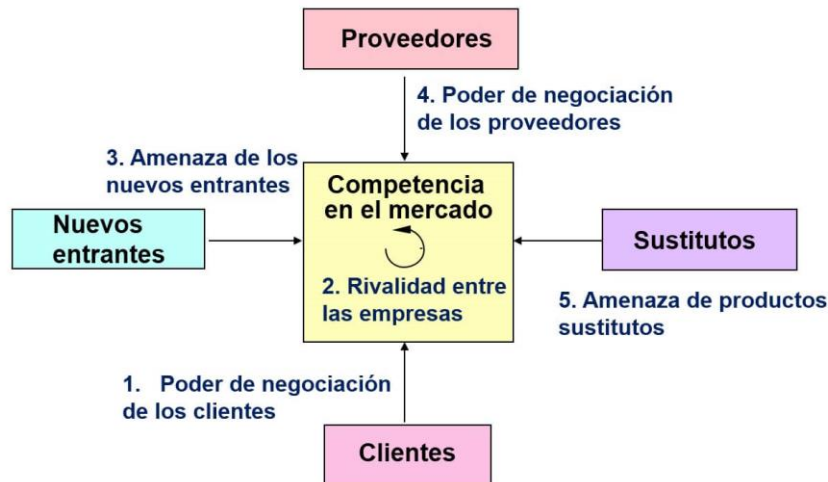 Proveedores
4. Poder de negociación
de los proveedores
3. Amenaza de los
nuevos entrantes
Competencia
en el mercado
Nuevos
entrantes
Sustitutos
2. Rivalidad entre
las empresas
5. Amenaza de productos
sustitutos
1. Poder de negociación
de los clientes
Clientes